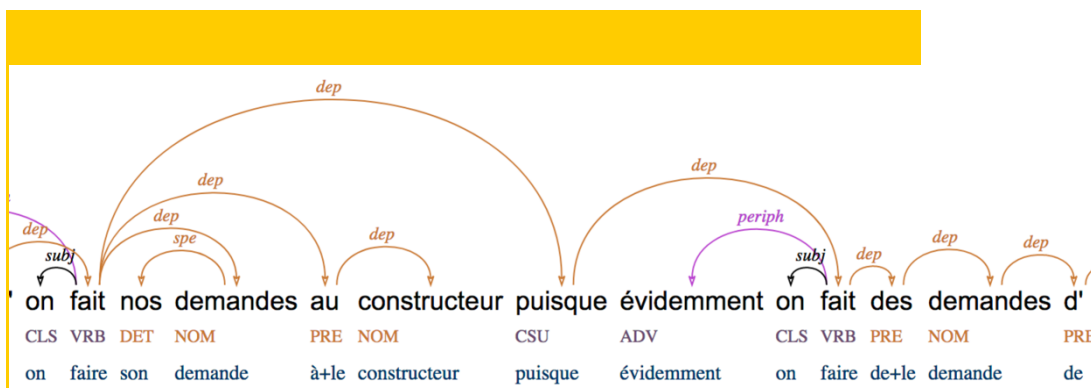 dep
dep
dep
periph
dep
dep
dep
spe
dep
dep
dep
subj
subj
' on fait nos demandes au constructeur puisque évidemment on fait des demandes d'
CLS VRB DET NOM PRE NOM CSU ADV CLS VRB PRE NOM PRE
on faire son demande à+le constructeur puisque évidemment on faire de+le demande de